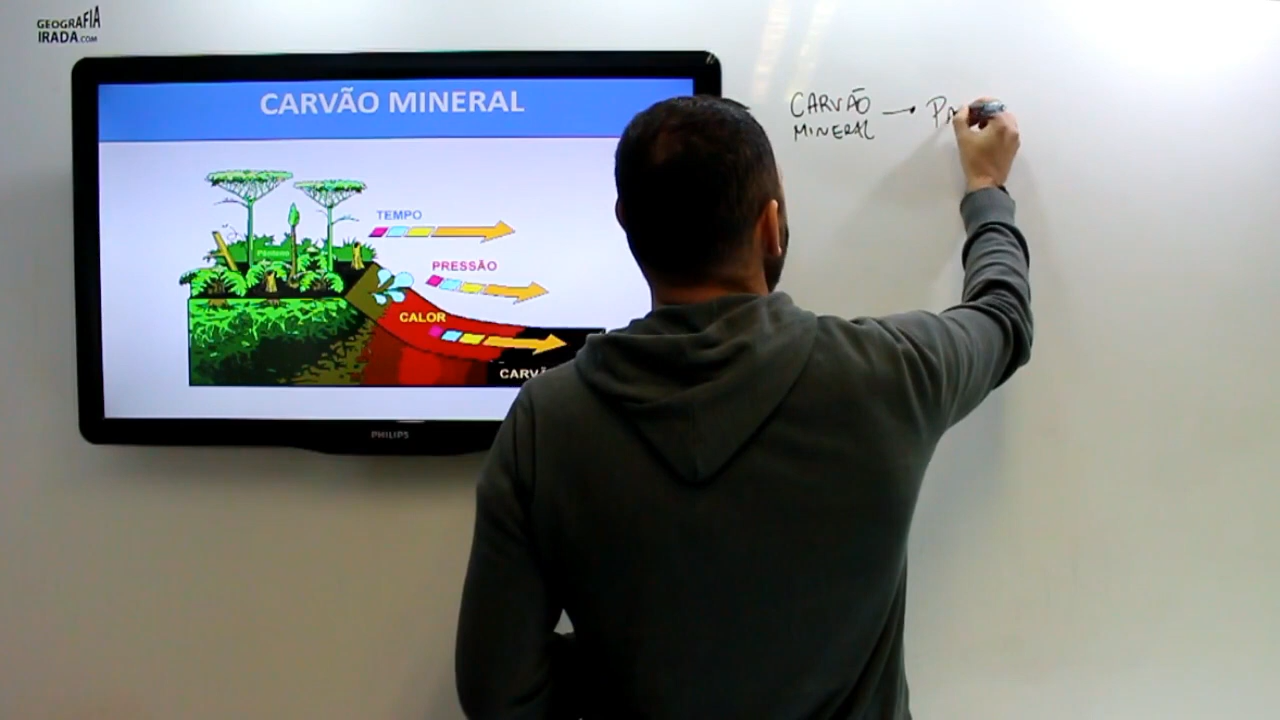 GEOGRAFIA
IRADA.COM
CARVÃO MINERAL
TEMPO
PRESSÃO
CALOR
PHILIPS
CARVÃO → 
MINERAL